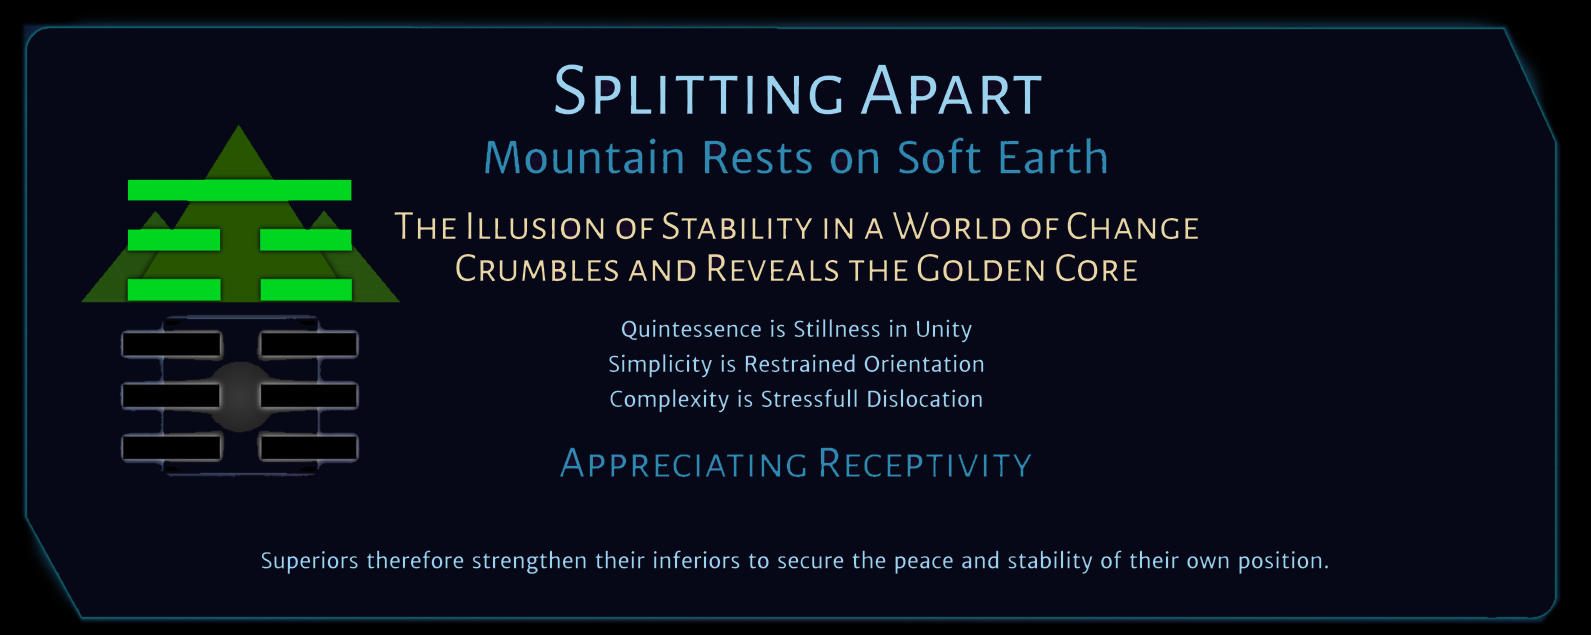 Splitting Apart
Mountain Rests on Soft Earth
The Illusion of Stability in a World of Change
Crumbles and Reveals the Golden Core
Quintessence is Stillness in Unity
Simplicity is Restrained Orientation
Complexity is Stressfull Dislocation
Appreciating Receptivity
Superiors therefore strengthen their inferiors to secure the peace and stability of their own position.